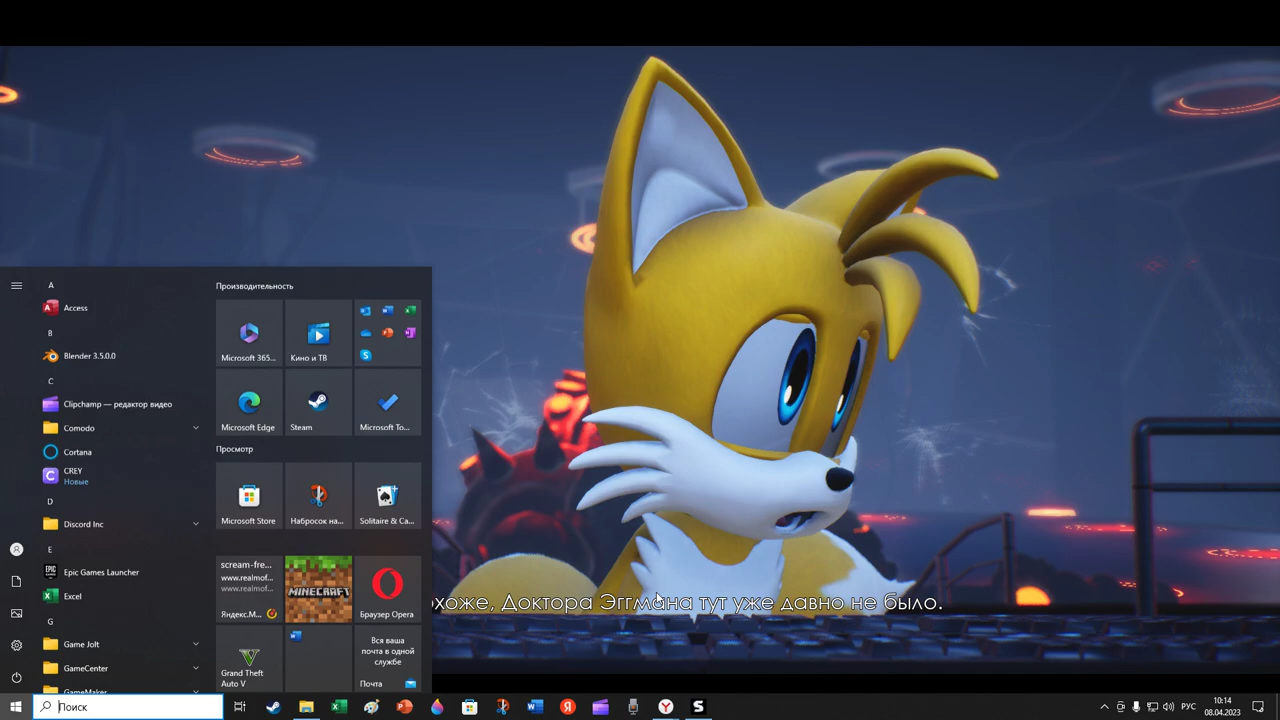 A
Access
B
Blender 3.5.0.0
C
Clipchamp — редактор видео
Comodo
Cortana
CREY
Новые
D
Discord Inc
E
Epic Games Launcher
Excel
G
Game Jolt
GameCenter
GameMaker
Производительность
Microsoft 365...
Кино и ТВ
Microsoft Edge
Steam
Microsoft To...
Просмотр
Microsoft Store
Набросок на...
Solitaire & Ca...
scream-fre...
www.realmof...
www.realmof...
Яндекс.М...
MINECRAFT
Браузер Opera
Grand Theft
Auto V
Вся ваша
почта в одной
службе
Почта
охоже, Доктора Эггмана тут уже давно не было.
Поиск
РУС
10:14
08.04.2023